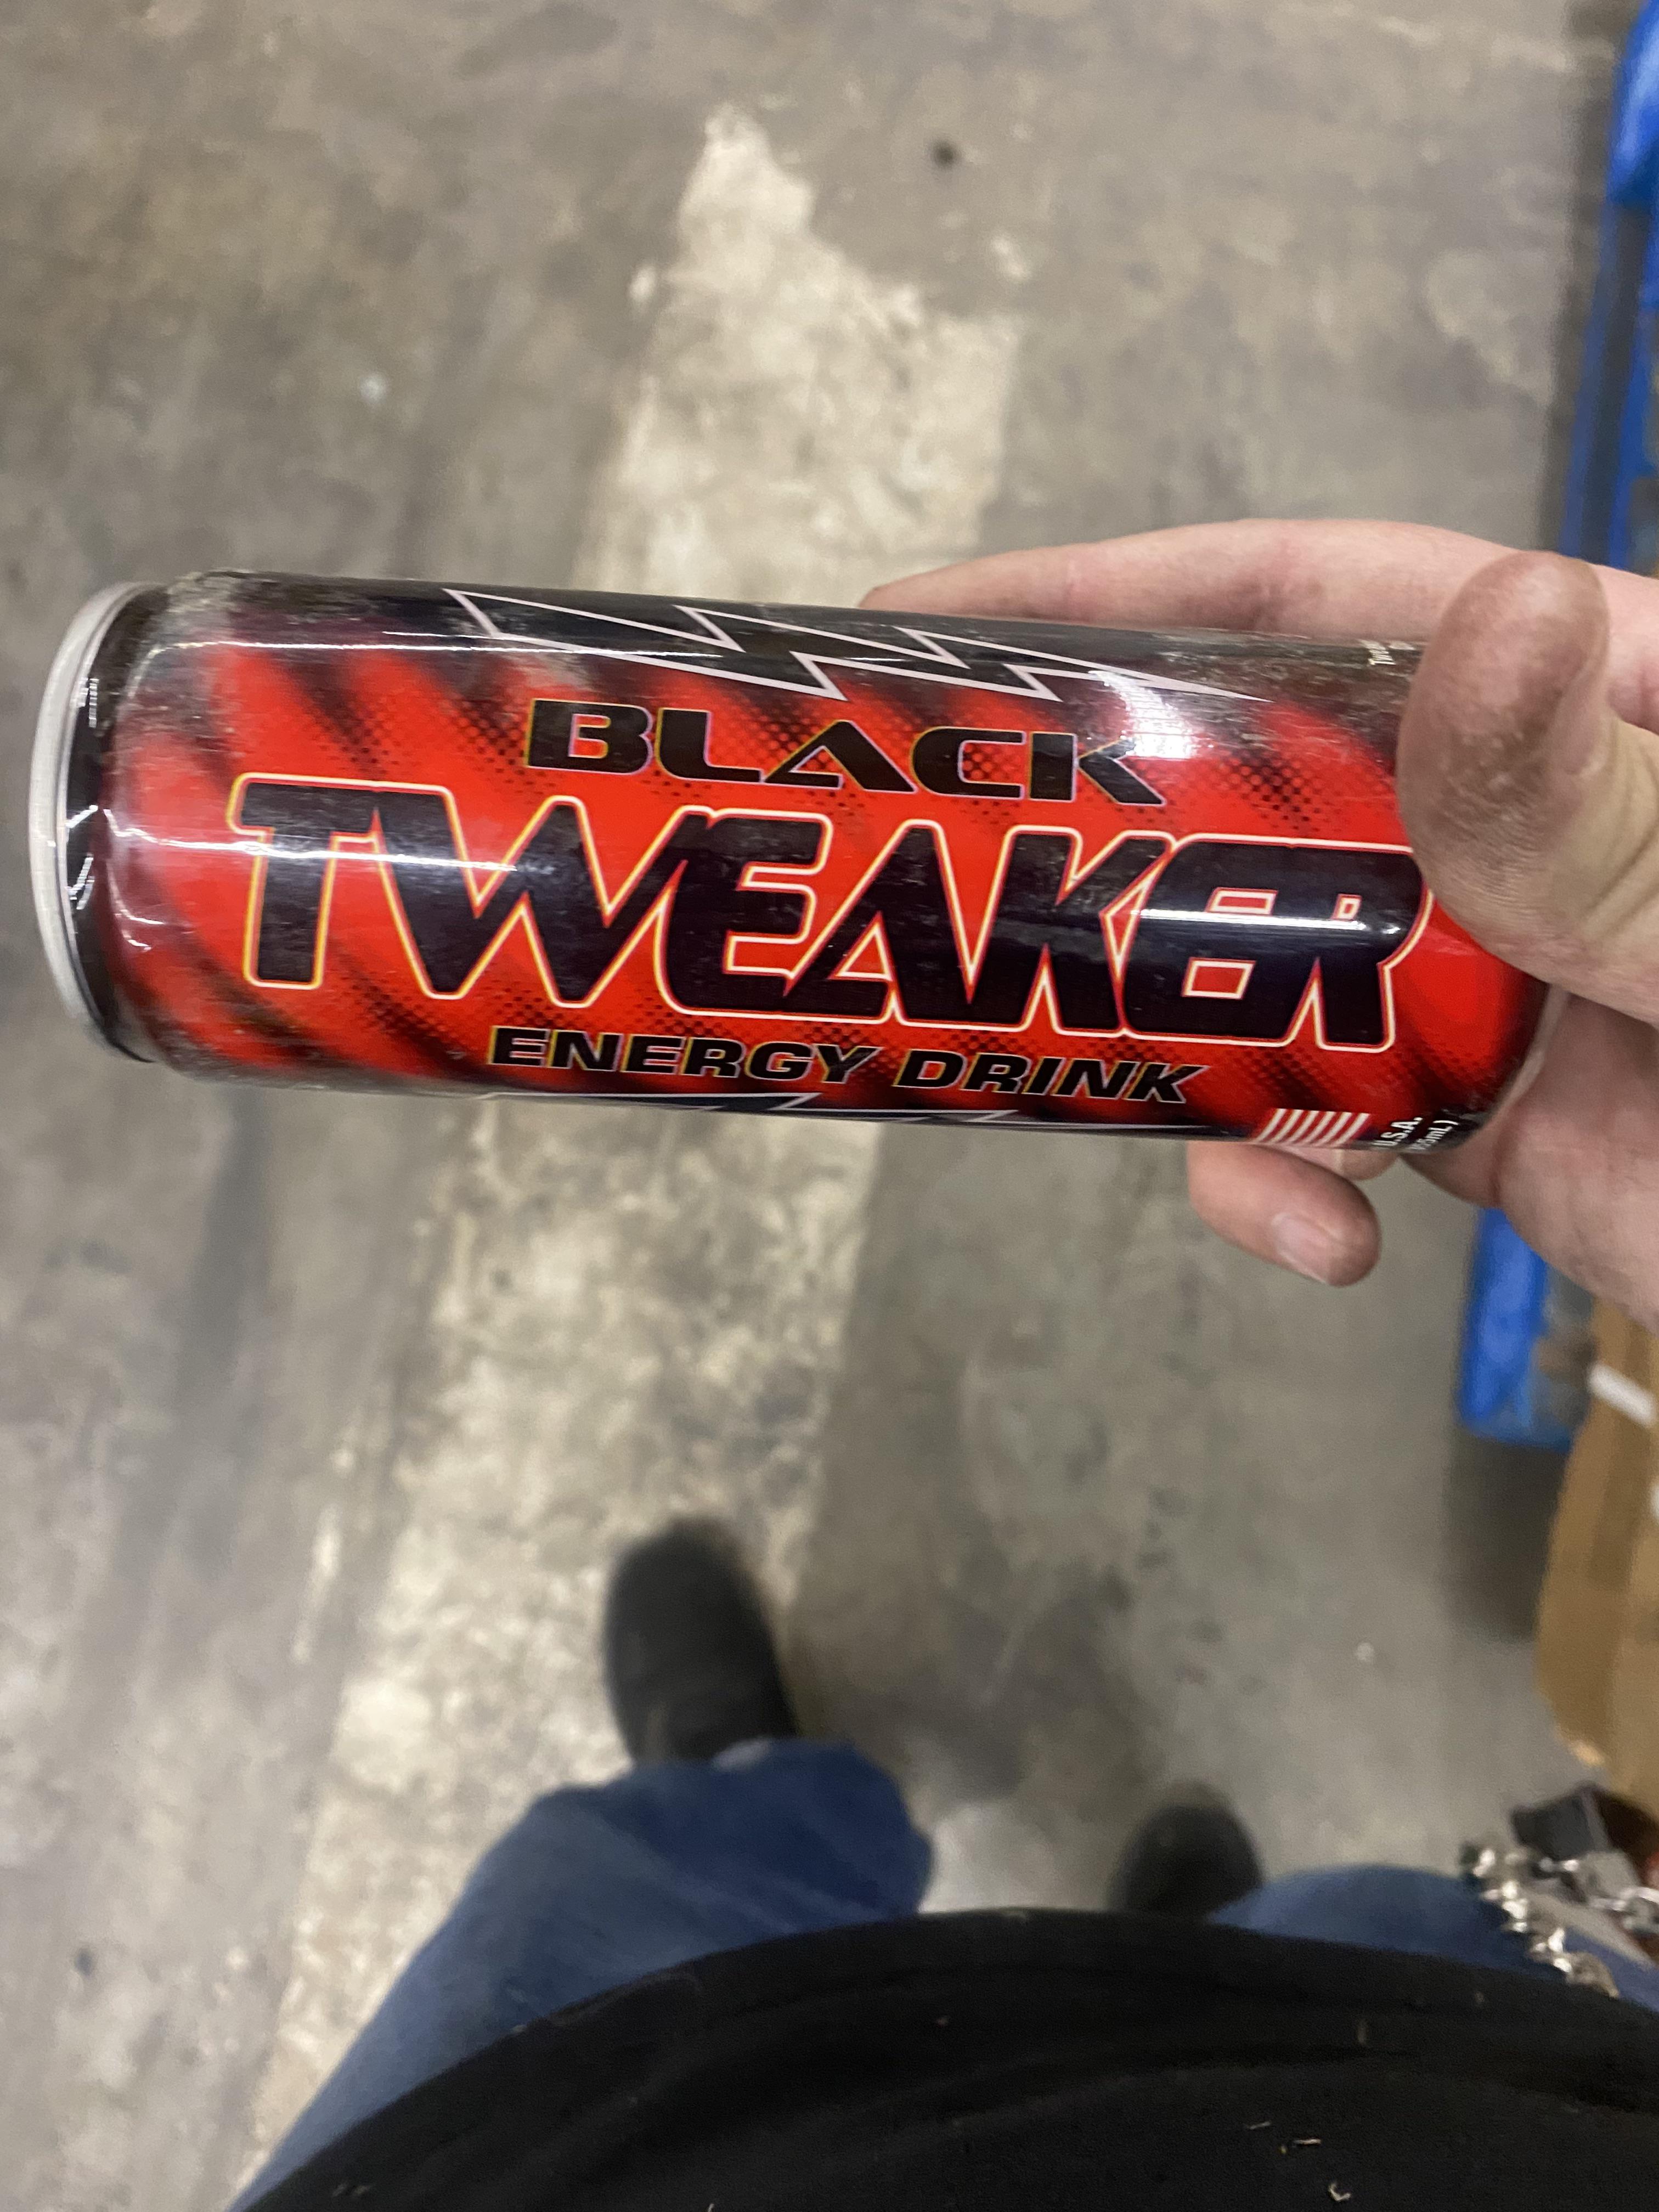 BLACK
TWEAKER
ENERGY DRINK
U.S.A.